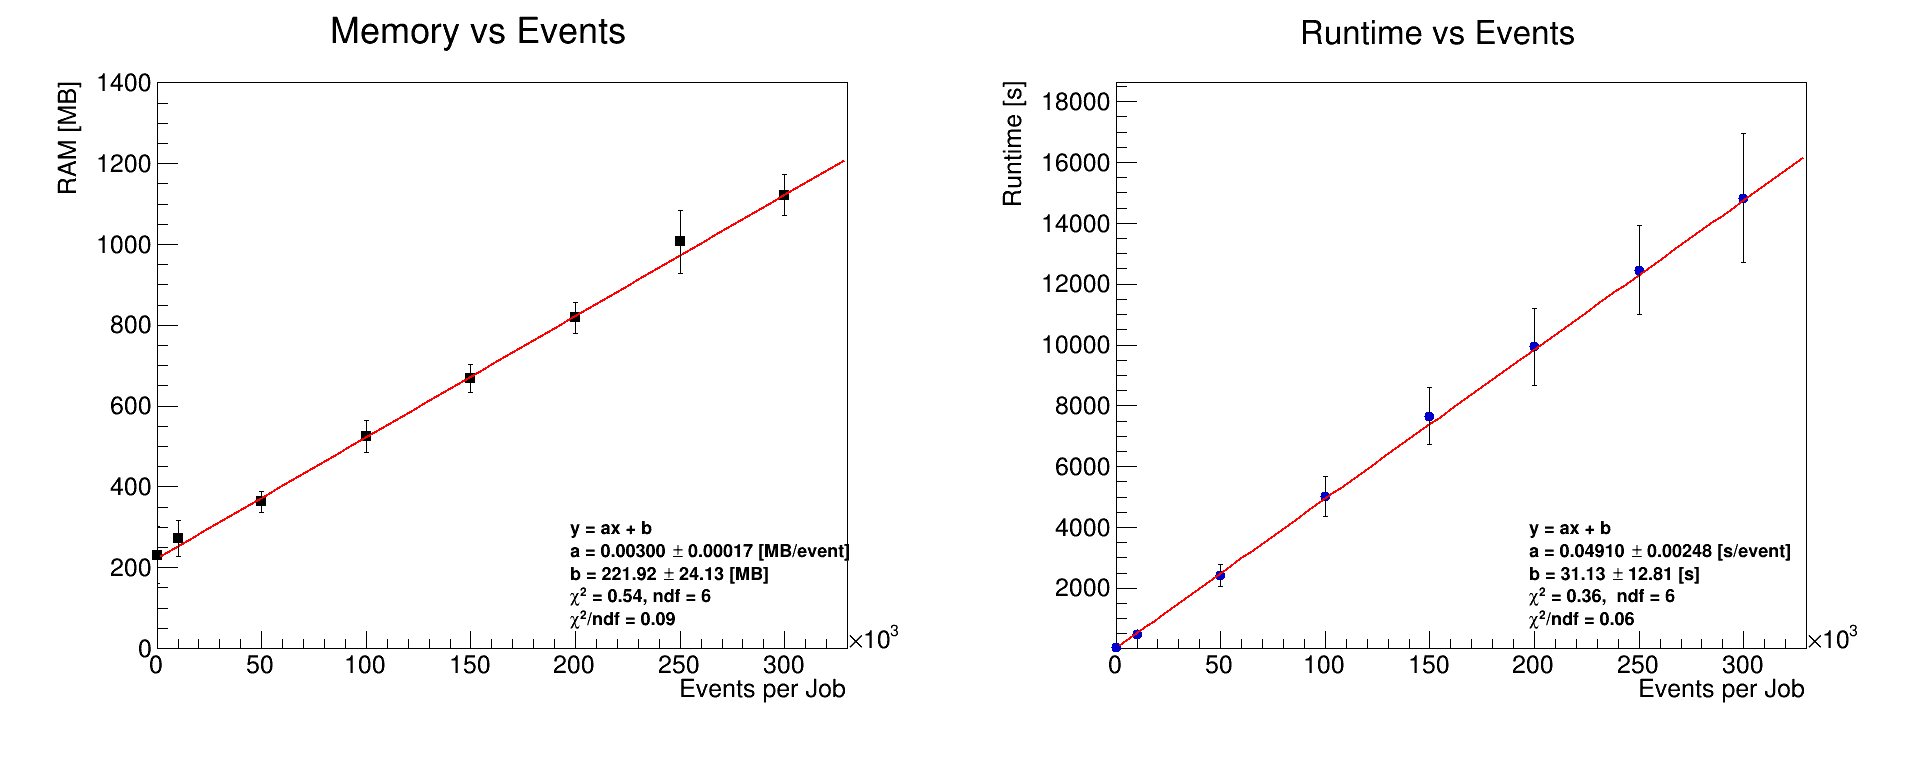 Memory vs Events
RAM [MB]
1400
1200
1000
800
600
400
200
0
0 50 100 150 200 250 300
×10³
Events per Job
y = ax + b
a = 0.00300 ± 0.00017 [MB/event]
b = 221.92 ± 24.13 [MB]
χ² = 0.54, ndf = 6
χ²/ndf = 0.09
Runtime vs Events
Runtime [s]
18000
16000
14000
12000
10000
8000
6000
4000
2000
0 50 100 150 200 250 300
×10³
Events per Job
y = ax + b
a = 0.04910 ± 0.00248 [s/event]
b = 31.13 ± 12.81 [s]
χ² = 0.36, ndf = 6
χ²/ndf = 0.06